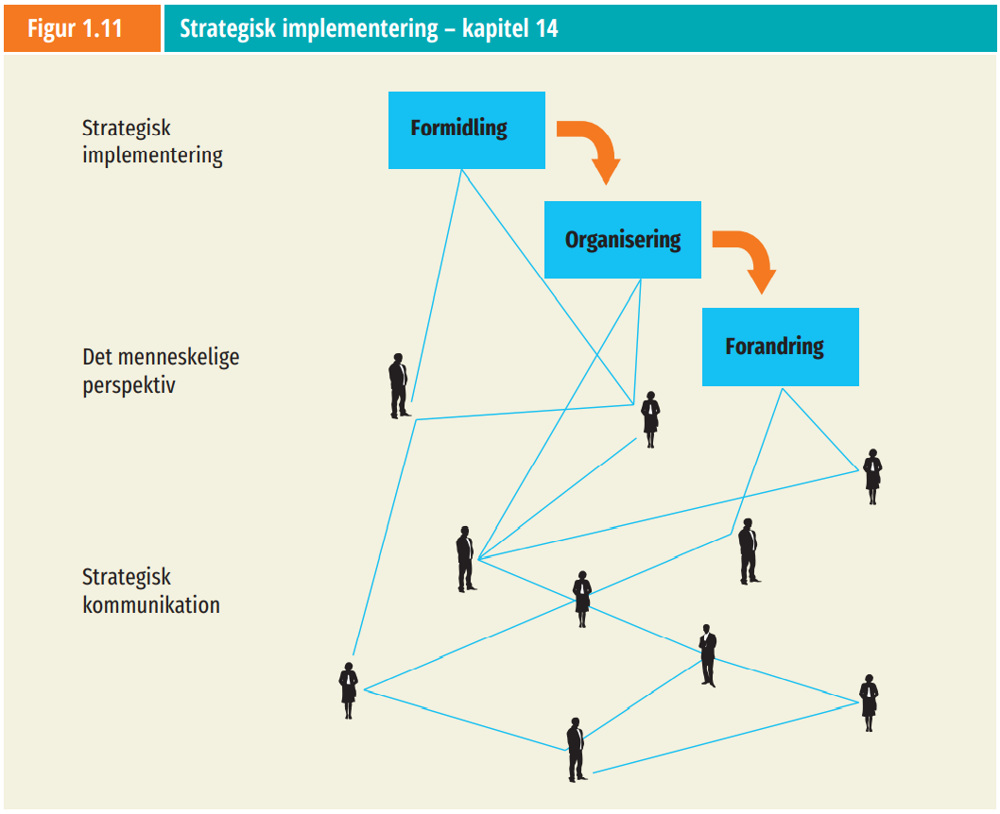 Figur 1.11
Strategisk implementering – kapitel 14
Strategisk
implementering
Formidling
Organisering
Forandring
Det menneskelige
perspektiv
Strategisk
kommunikation